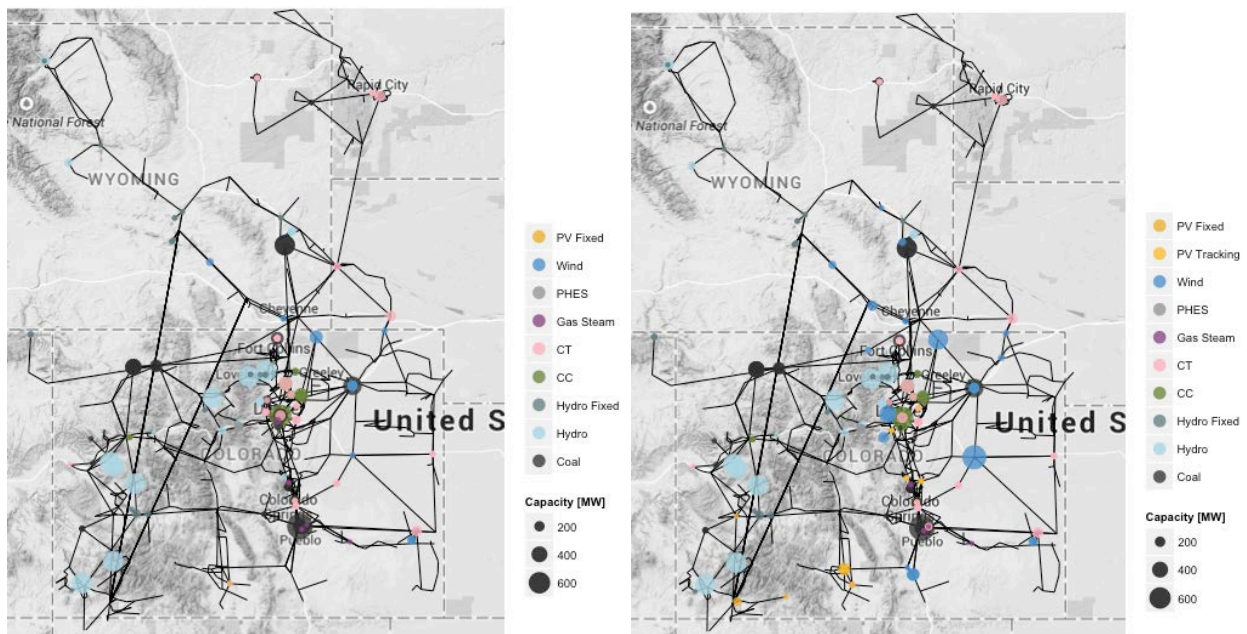 Rapid City
National Forest
WYOMING
Cheyenne
Fort Collins
Greeley
United S
COLORADO
Colorado
Springs
Pueblo
PV Fixed
Wind
PHES
Gas Steam
CT
CC
Hydro Fixed
Hydro
Coal
Capacity [MW]
200
400
600
Rapid City
National Forest
WYOMING
Cheyenne
Fort Collins
Greeley
United S
COLORADO
Colorado
Springs
Pueblo
PV Fixed
PV Tracking
Wind
PHES
Gas Steam
CT
CC
Hydro Fixed
Hydro
Coal
Capacity [MW]
200
400
600